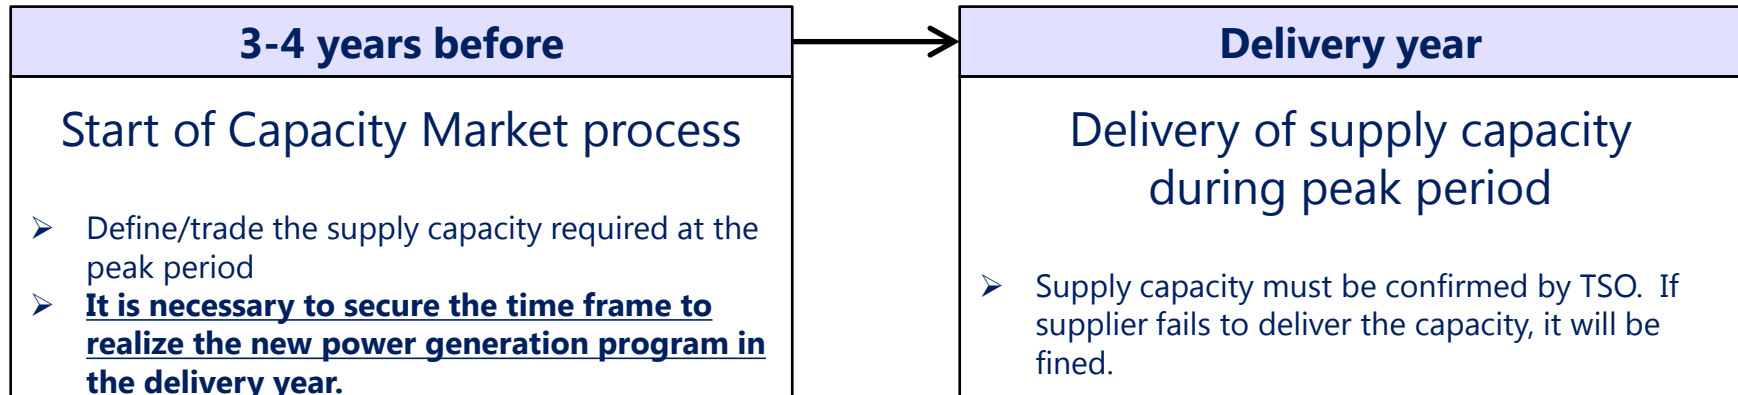 3-4 years before
Start of Capacity Market process
➢ Define/trade the supply capacity required at the
peak period
➢ It is necessary to secure the time frame to
realize the new power generation program in
the delivery year.
Delivery year
Delivery of supply capacity
during peak period
➢ Supply capacity must be confirmed by TSO.  If
supplier fails to deliver the capacity, it will be
fined.